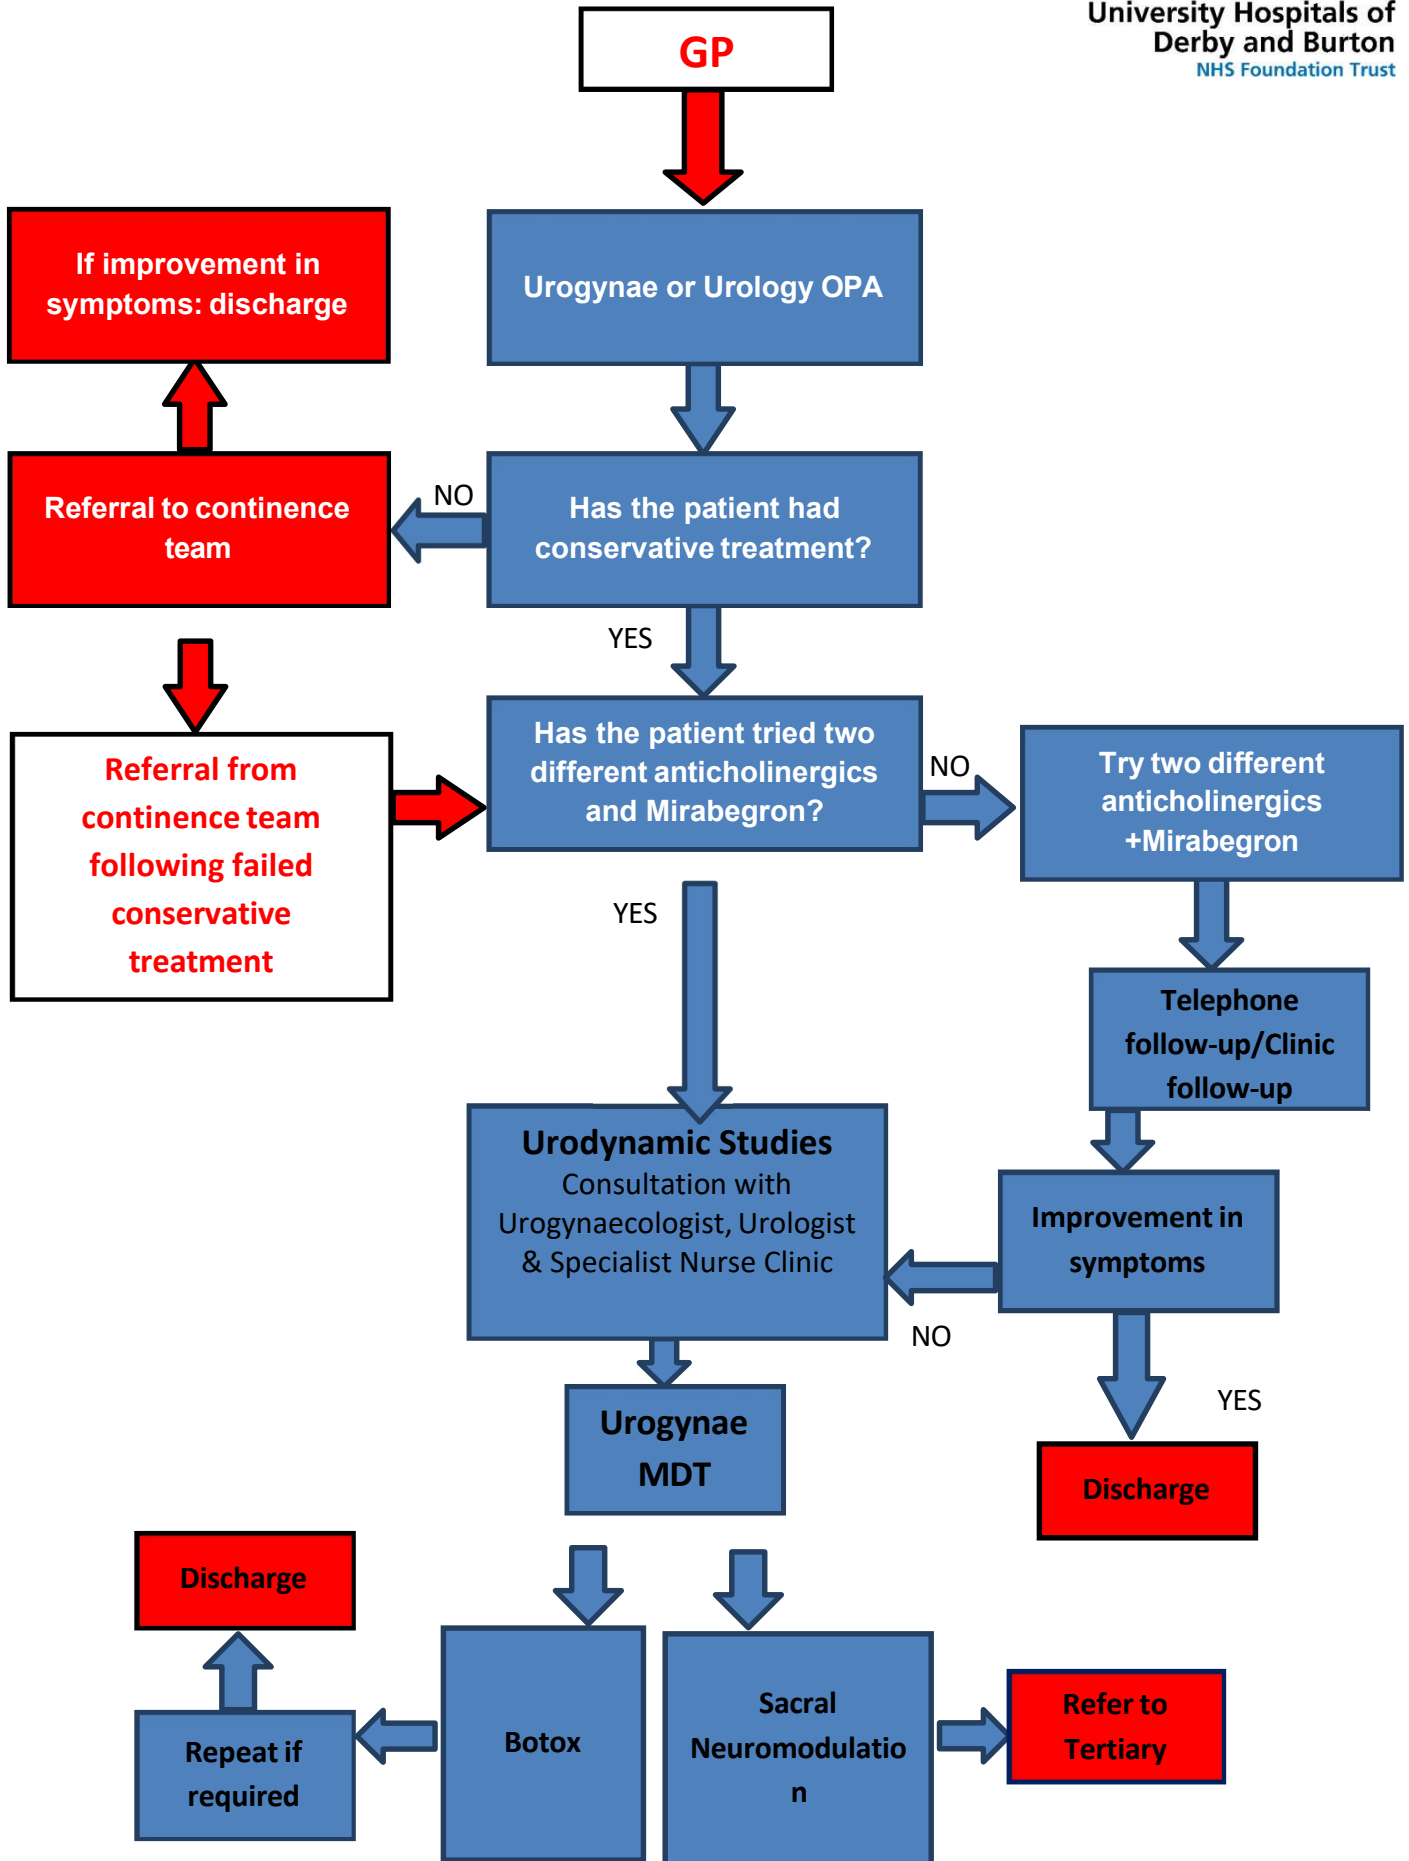 University Hospitals of
Derby and Burton
NHS Foundation Trust
GP
If improvement in
symptoms: discharge
Urogynae or Urology OPA
Referral to continence
team
NO
Has the patient had
conservative treatment?
YES
Referral from
continence team
following failed
conservative
treatment
Has the patient tried two
different anticholinergics
and Mirabegron?
NO
Try two different
anticholinergics
+Mirabegron
YES
Telephone
follow-up/Clinic
follow-up
Urodynamic Studies
Consultation with
Urogynaecologist, Urologist
& Specialist Nurse Clinic
Improvement in
symptoms
NO
YES
Urogynae
MDT
Discharge
Discharge
Repeat if
required
Botox
Sacral
Neuromodulatio
n
Refer to
Tertiary